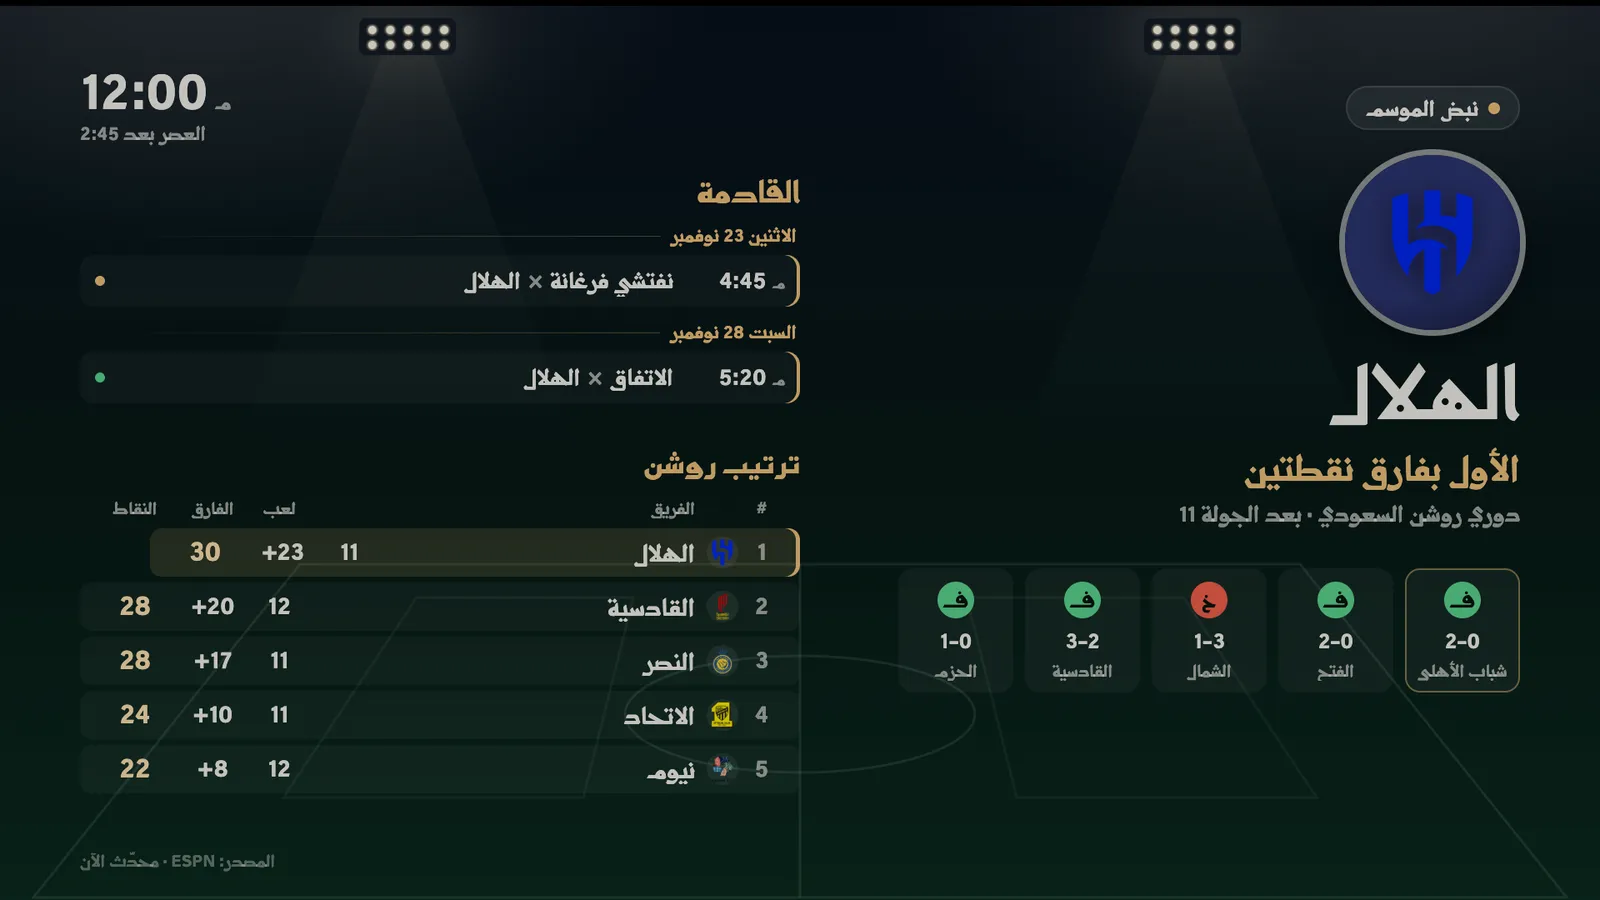 نبض الموسم
الهلال
الأول بفارق نقطتين
دوري روشن السعودي · بعد الجولة 11
ف ف خ ف ف
2-0 2-0 1-3 3-2 1-0
شباب الأهلي الفتح الشمال القادسية الحزم
12:00 م
العصر بعد 2:45
القادمة
الاثنين 23 نوفمبر
4:45 م نفتشي فرغانة × الهلال
السبت 28 نوفمبر
5:20 م الاتفاق × الهلال
ترتيب روشن
# الفريق لعب الفارق النقاط
1 الهلال 11 +23 30
2 القادسية 12 +20 28
3 النصر 11 +17 28
4 الاتحاد 11 +10 24
5 نيوم 12 +8 22
المصدر: ESPN · محدّث الآن